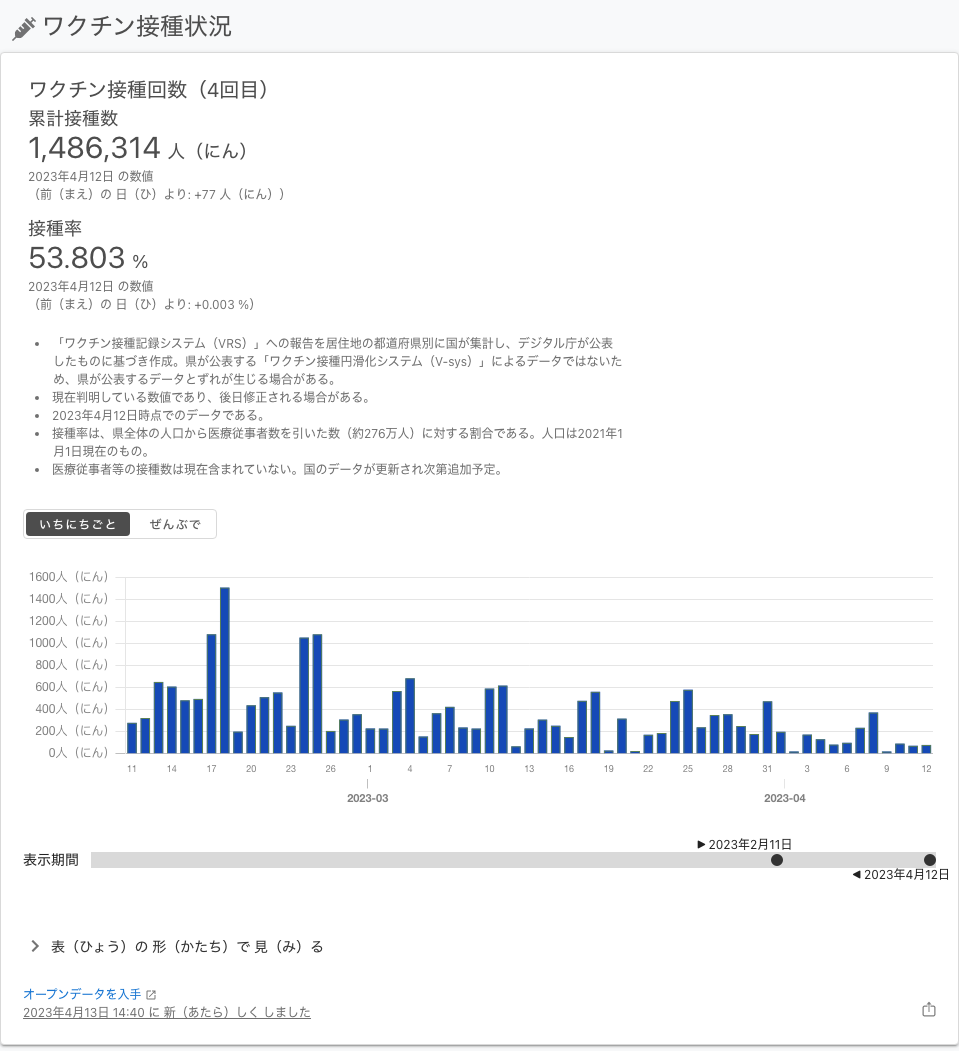 ワクチン接種状況
ワクチン接種回数（4回目）
累計接種数
1,486,314 人（にん）
2023年4月12日 の数値
（前（まえ）の 日（ひ）より: +77 人（にん））
接種率
53.803 %
2023年4月12日 の数値
（前（まえ）の 日（ひ）より: +0.003 %）
• 「ワクチン接種記録システム（VRS）」への報告を居住地の都道府県別に国が集計し、デジタル庁が公表
したものに基づき作成。県が公表する「ワクチン接種円滑化システム（V-sys）」によるデータではないた
め、県が公表するデータとずれが生じる場合がある。
• 現在判明している数値であり、後日修正される場合がある。
• 2023年4月12日時点でのデータである。
• 接種率は、県全体の人口から医療従事者数を引いた数（約276万人）に対する割合である。人口は2021年1
月1日現在のもの。
• 医療従事者等の接種数は現在含まれていない。国のデータが更新され次第追加予定。
いちにちごと ぜんぶで
1600人（にん）
1400人（にん）
1200人（にん）
1000人（にん）
800人（にん）
600人（にん）
400人（にん）
200人（にん）
0人（にん）
11 14 17 20 23 26 1 4 7 10 13 16 19 22 25 28 31 3 6 9 12
2023-03 2023-04
2023年2月11日
表示期間
2023年4月12日
表（ひょう）の 形（かたち）で 見（み）る
オープンデータを入手
2023年4月13日 14:40 に 新（あたら）しく しました